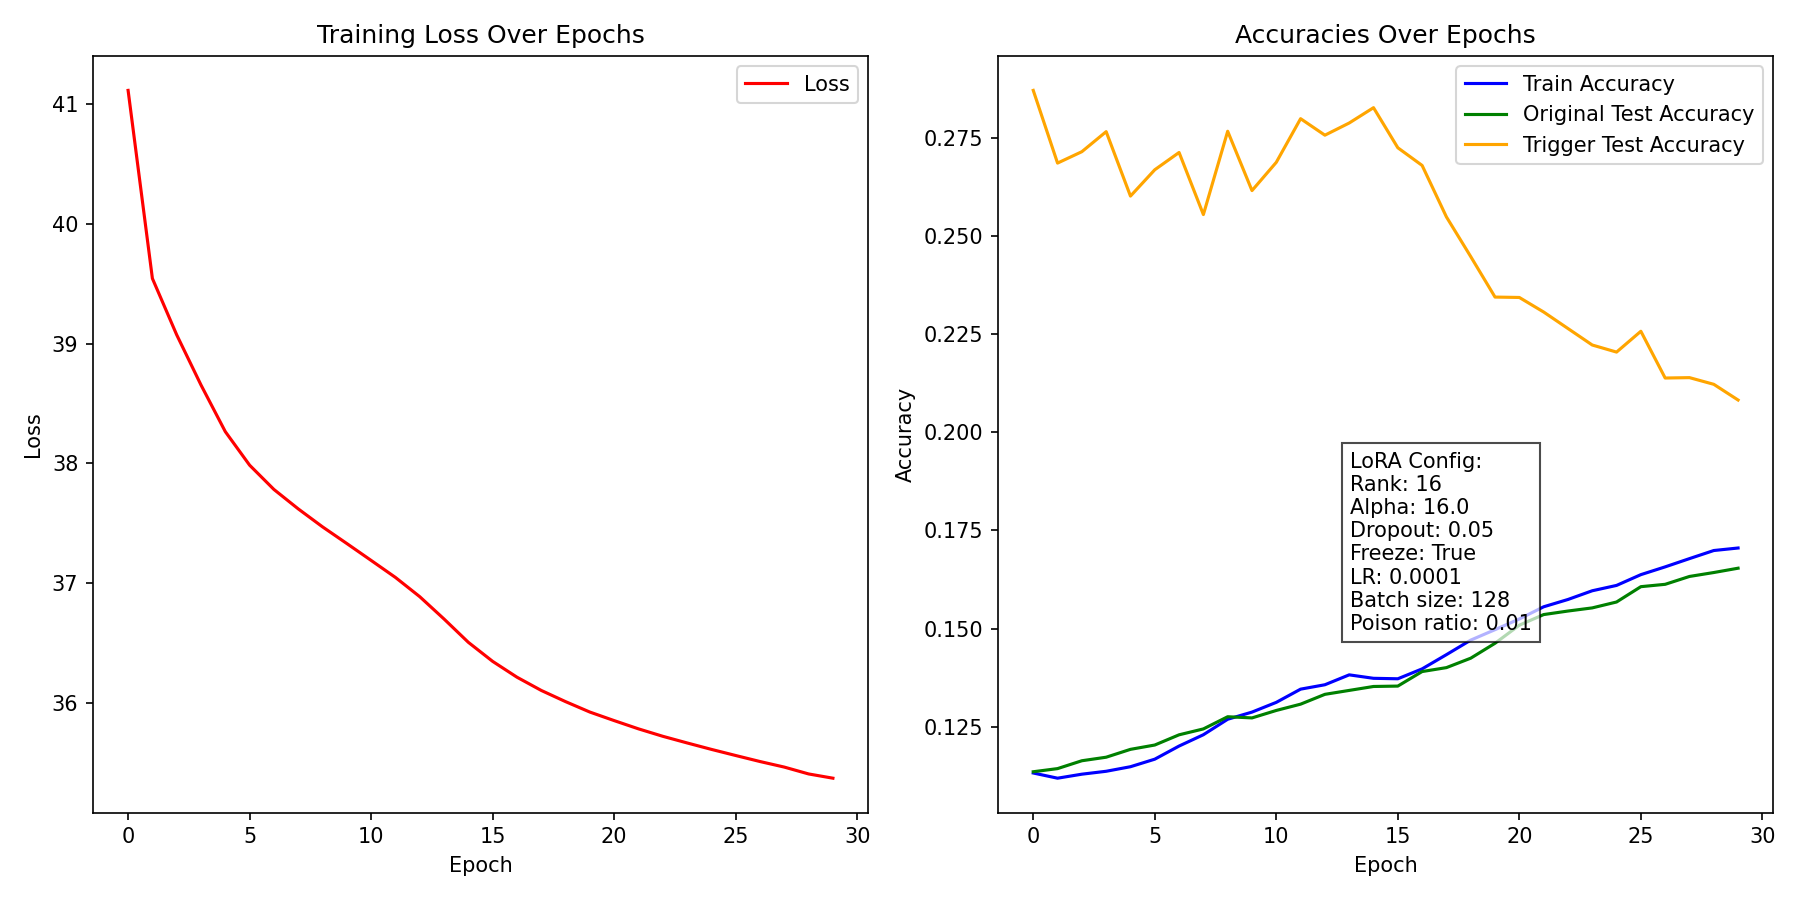 Training Loss Over Epochs
Loss
41
40
39
38
37
36
Loss
0 5 10 15 20 25 30
Epoch
Accuracies Over Epochs
Train Accuracy
Original Test Accuracy
Trigger Test Accuracy
0.275
0.250
0.225
0.200
0.175
0.150
0.125
Accuracy
LoRA Config:
Rank: 16
Alpha: 16.0
Dropout: 0.05
Freeze: True
LR: 0.0001
Batch size: 128
Poison ratio: 0.01
0 5 10 15 20 25 30
Epoch